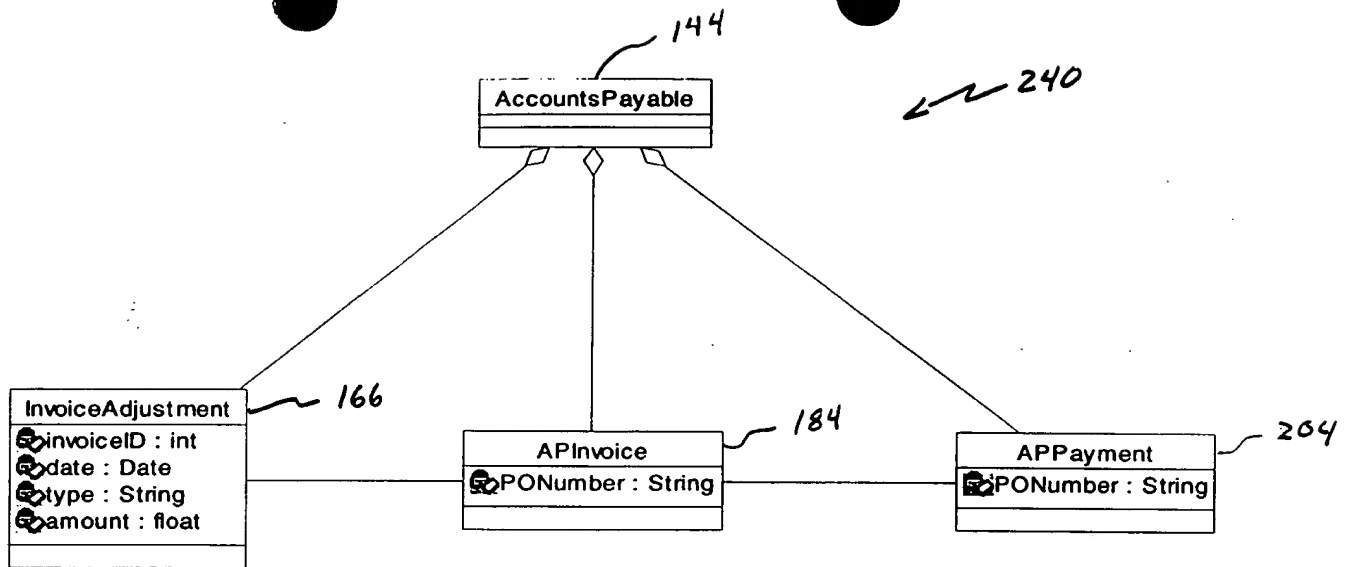 144
240
AccountsPayable
InvoiceAdjustment
invoiceID : int
date : Date
type : String
amount : float
166
APInvoice
PONumber : String
184
APPayment
PONumber : String
204